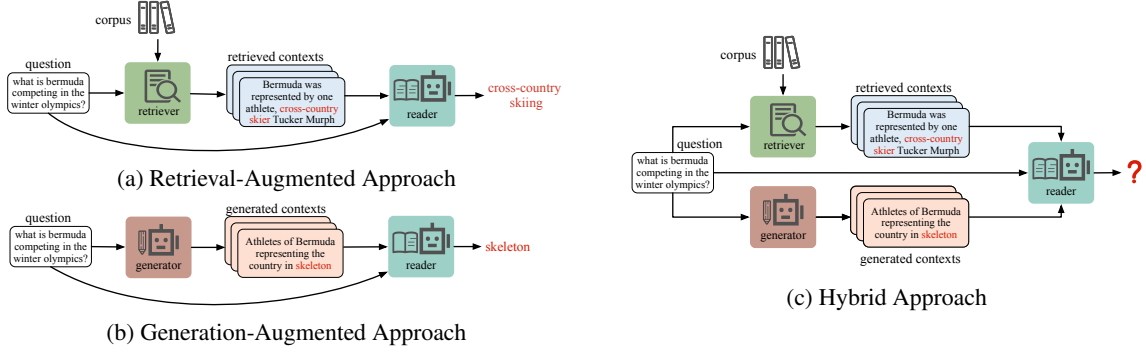 corpus
question
what is bermuda
competing in the
winter olympics?
retriever
retrieved contexts
Bermuda was
represented by one
athlete, cross-country
skier Tucker Murph
reader
cross-country
skiing
(a) Retrieval-Augmented Approach
question
what is bermuda
competing in the
winter olympics?
generator
generated contexts
Athletes of Bermuda
representing the
country in skeleton
reader
skeleton
(b) Generation-Augmented Approach
corpus
question
what is bermuda
competing in the
winter olympics?
retriever
retrieved contexts
Bermuda was
represented by one
athlete, cross-country
skier Tucker Murph
generator
Athletes of Bermuda
representing the
country in skeleton
generated contexts
reader
?
(c) Hybrid Approach